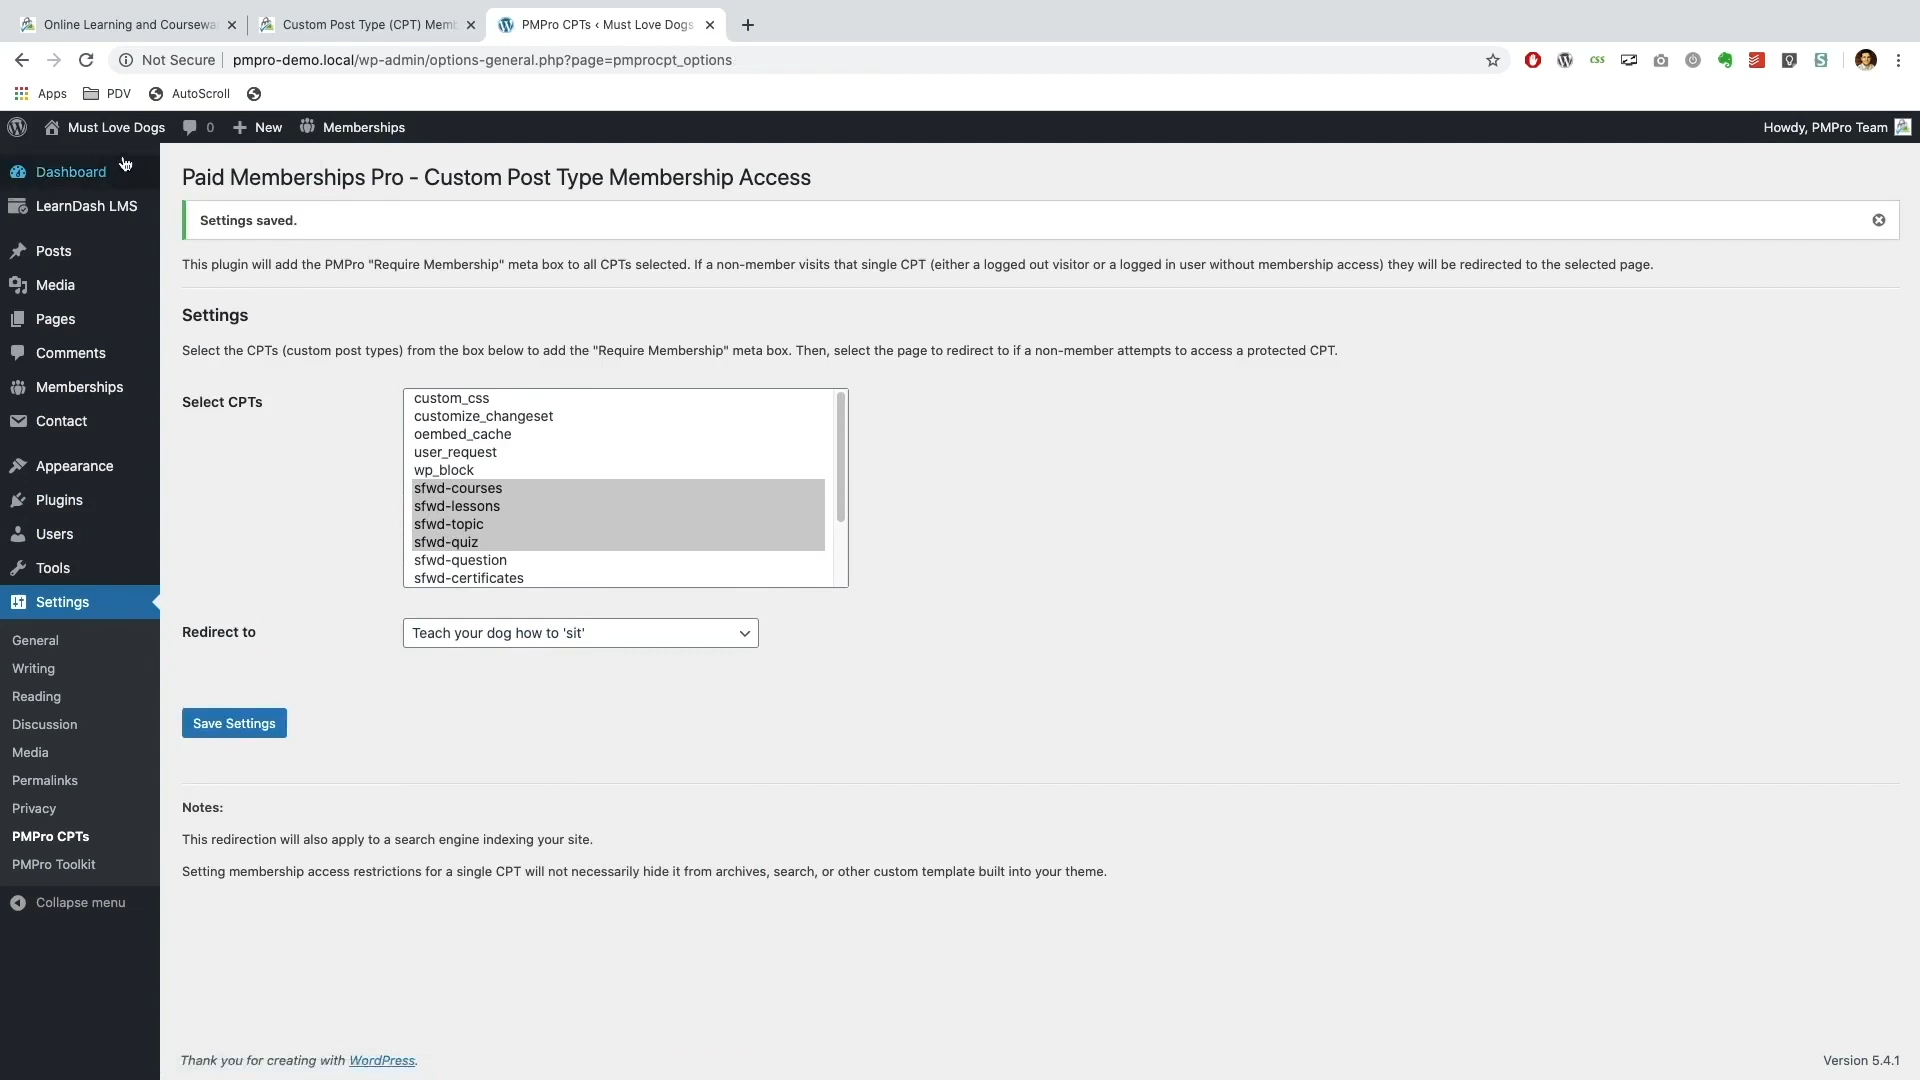 Online Learning and Coursewa
Custom Post Type (CPT) Memb
PMPro CPTs ‹ Must Love Dogs
Not Secure
pmpro-demo.local/wp-admin/options-general.php?page=pmprocpt_options
css
Apps
PDV
AutoScroll
Must Love Dogs
0
New
Memberships
Howdy, PMPro Team
Dashboard
LearnDash LMS
Posts
Media
Pages
Comments
Memberships
Contact
Appearance
Plugins
Users
Tools
Settings
General
Writing
Reading
Discussion
Media
Permalinks
Privacy
PMPro CPTs
PMPro Toolkit
Collapse menu
Paid Memberships Pro - Custom Post Type Membership Access
Settings saved.
This plugin will add the PMPro "Require Membership" meta box to all CPTs selected. If a non-member visits that single CPT (either a logged out visitor or a logged in user without membership access) they will be redirected to the selected page.
Settings
Select the CPTs (custom post types) from the box below to add the "Require Membership" meta box. Then, select the page to redirect to if a non-member attempts to access a protected CPT.
Select CPTs
custom_css
customize_changeset
oembed_cache
user_request
wp_block
sfwd-courses
sfwd-lessons
sfwd-topic
sfwd-quiz
sfwd-question
sfwd-certificates
Redirect to
Teach your dog how to 'sit'
Save Settings
Notes:
This redirection will also apply to a search engine indexing your site.
Setting membership access restrictions for a single CPT will not necessarily hide it from archives, search, or other custom template built into your theme.
Thank you for creating with WordPress.
Version 5.4.1